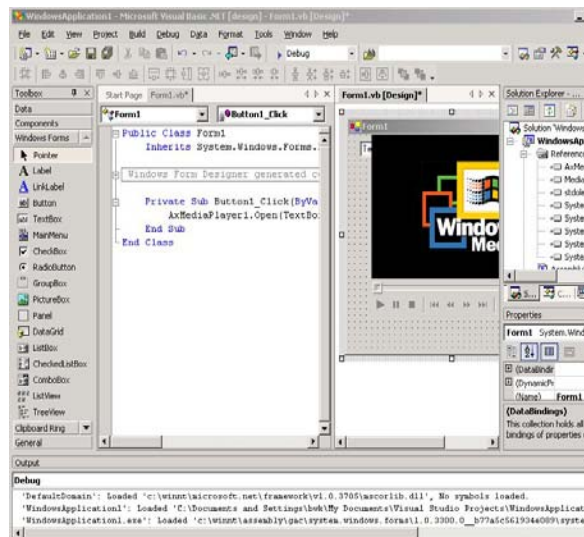 WindowsApplication1 - Microsoft Visual Basic .NET [design] - Form1.vb [Design]*
File Edit View Project Build Debug Data Format Tools Window Help
Debug
Toolbox
Data
Components
Windows Forms
Pointer
Label
LinkLabel
Button
TextBox
MainMenu
CheckBox
RadioButton
GroupBox
PictureBox
Panel
DataGrid
ListBox
CheckedListBox
ComboBox
ListView
TreeView
Clipboard Ring
General
Start Page Form1.vb*
Form1
Button1_Click
Public Class Form1
Inherits System.Windows.Forms.
Windows Form Designer generated c
Private Sub Button1_Click(ByVa
AxMediaPlayer1.Open(TextBo
End Sub
End Class
Form1.vb [Design]*
Form1
Windo
Med
Solution Explorer - ...
Solution 'Windows
WindowsAp
Referenc
AxMe
Media
stdole
Syste
Syste
Syste
Syste
Syste
S...
C...
Properties
Form1 System.Wind
(DataBindir
(DynamicPr
(Name) Form1
(DataBindings)
This collection holds all
bindings of properties
Output
Debug
'DefaultDomain': Loaded 'c:\winnt\microsoft.net\framework\v1.0.3705\mscorlib.dll', No symbols loaded.
'WindowsApplication1': Loaded 'C:\Documents and Settings\bwk\My Documents\Visual Studio Projects\WindowsApplicat
'WindowsApplication1.exe': Loaded 'c:\winnt\assembly\gac\system.windows.forms\1.0.3300.0__b77a5c561934e089\system